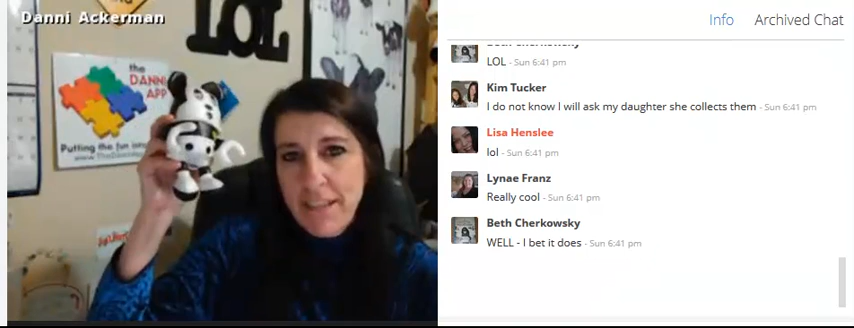 Danni Ackerman
LOL
the
DANNI
APP
Putting the fun
Info Archived Chat
Beth Cherkowsky
LOL - Sun 6:41 pm
Kim Tucker
I do not know I will ask my daughter she collects them - Sun 6:41 pm
Lisa Henslee
lol - Sun 6:41 pm
Lynae Franz
Really cool - Sun 6:41 pm
Beth Cherkowsky
WELL - I bet it does - Sun 6:41 pm